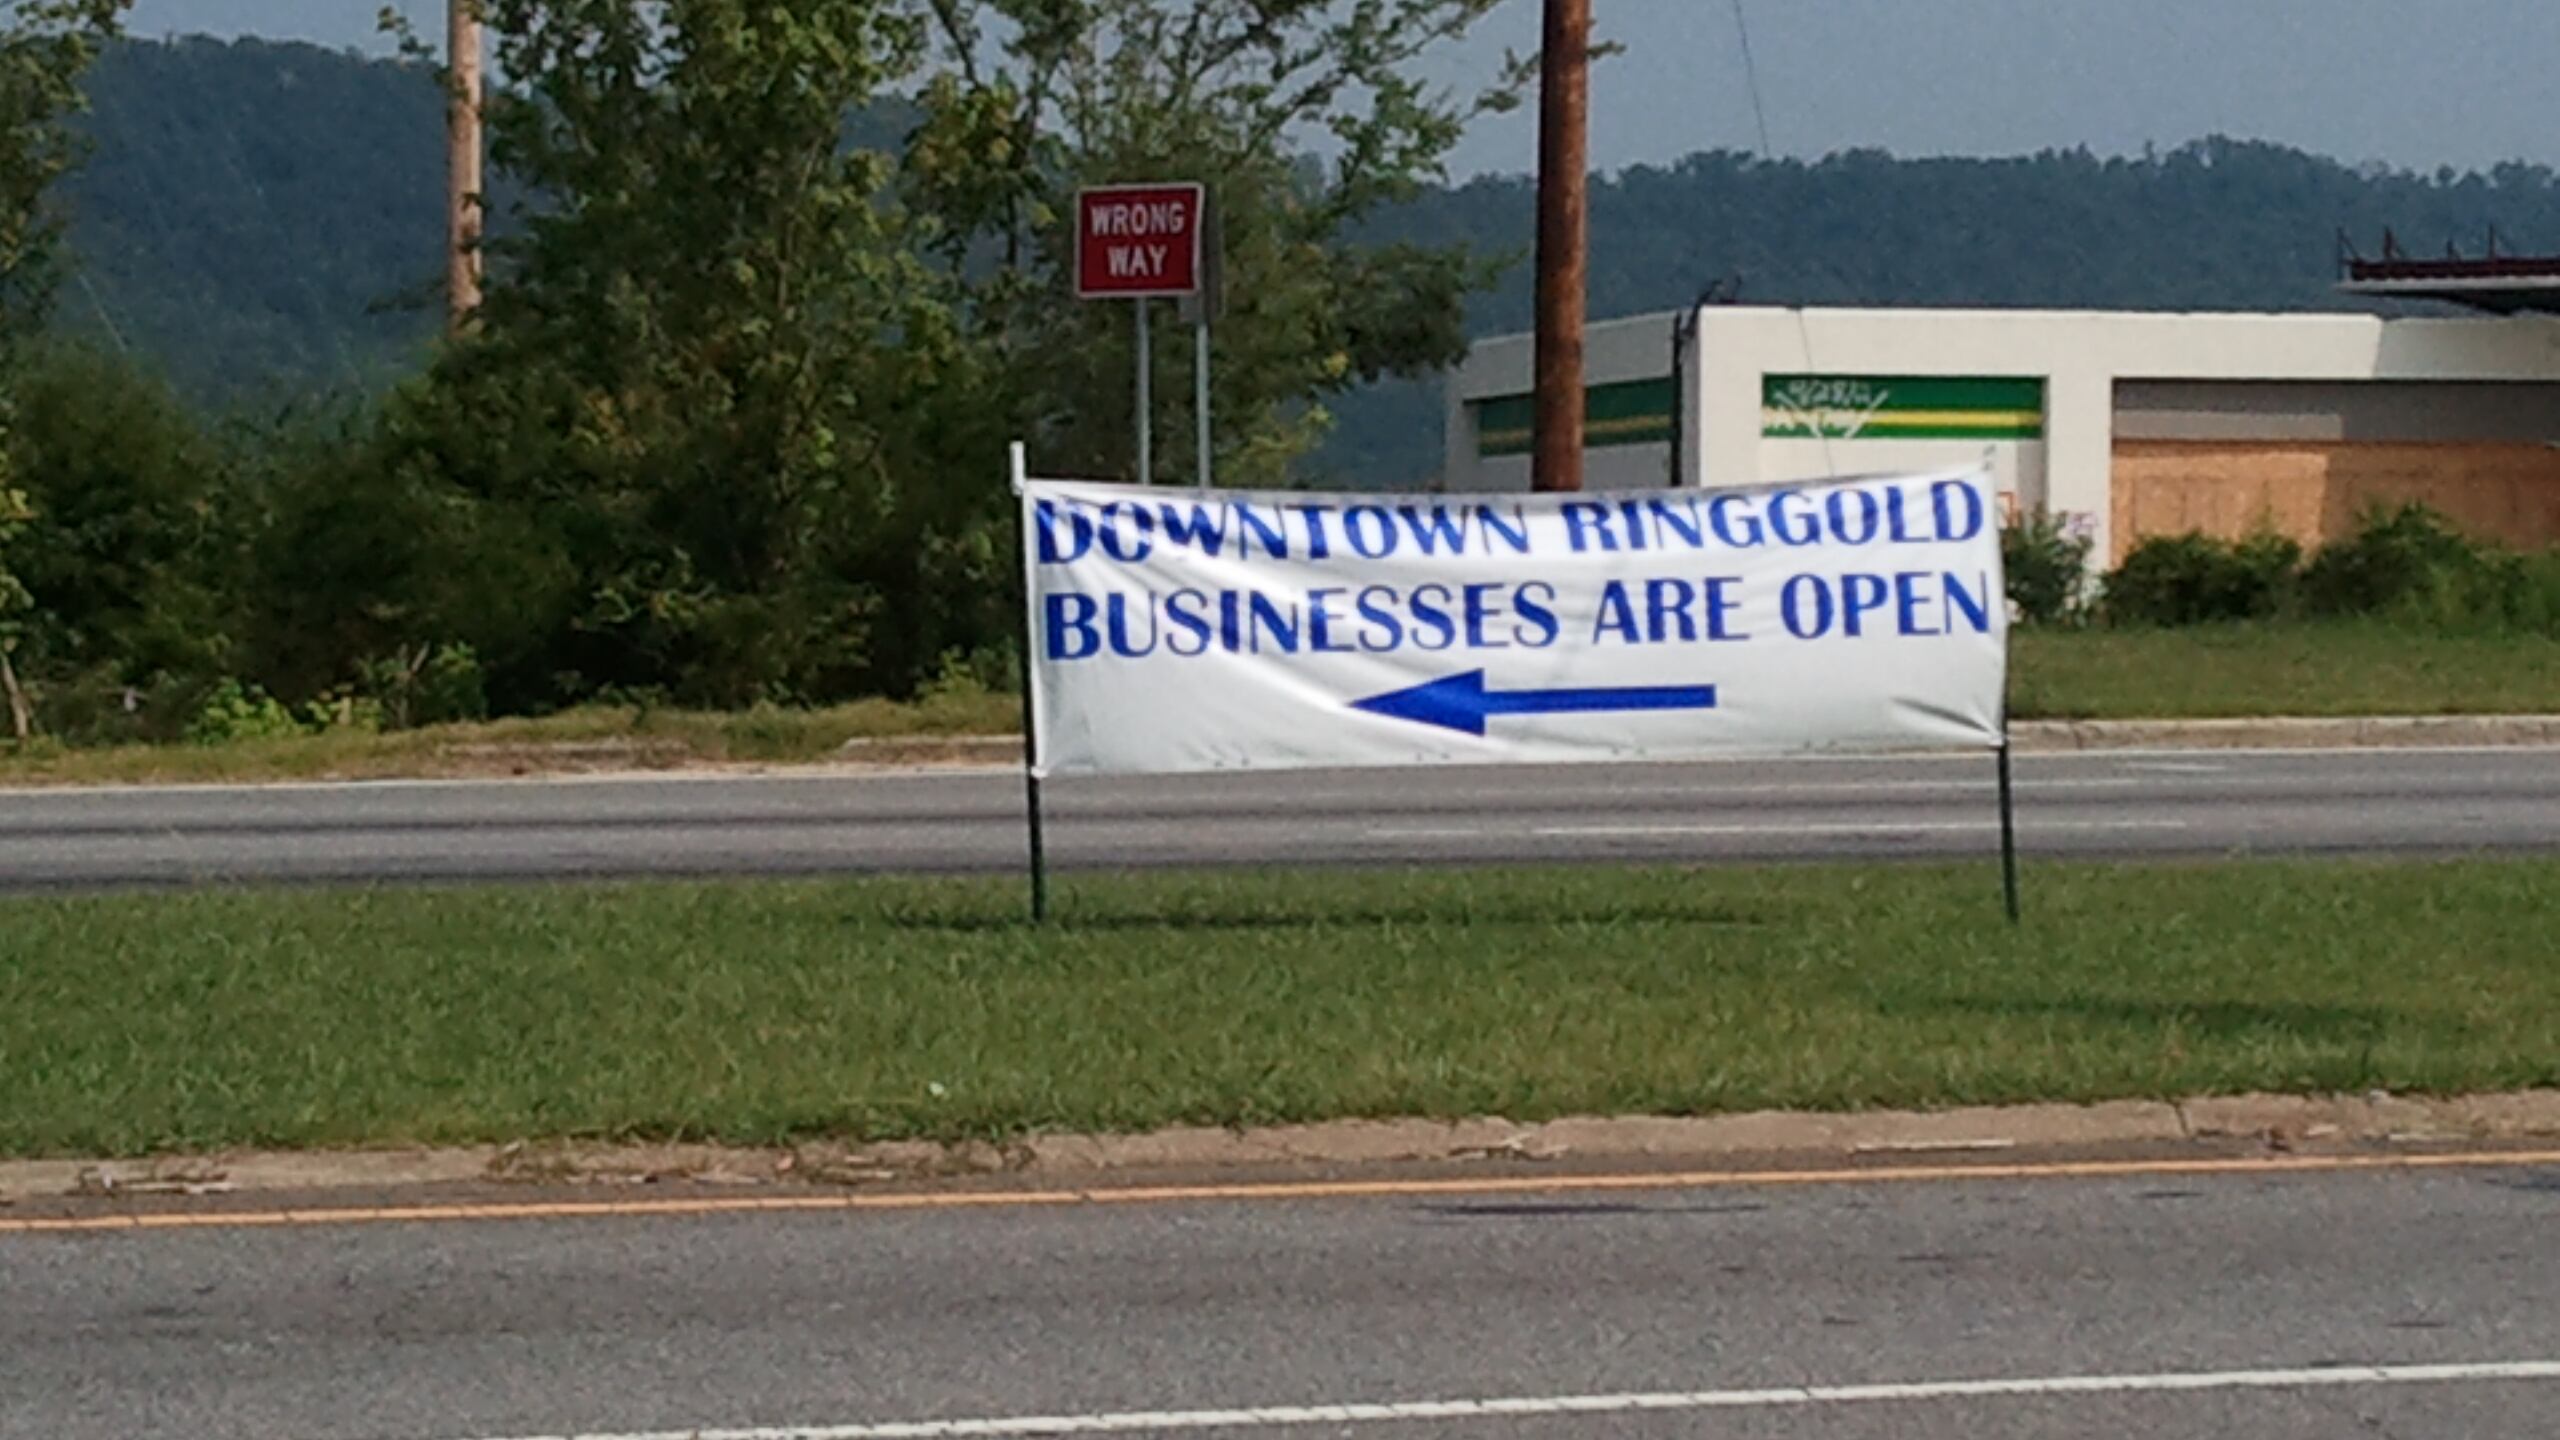 WRONG
WAY
DOWNTOWN RINGGOLD
BUSINESSES ARE OPEN